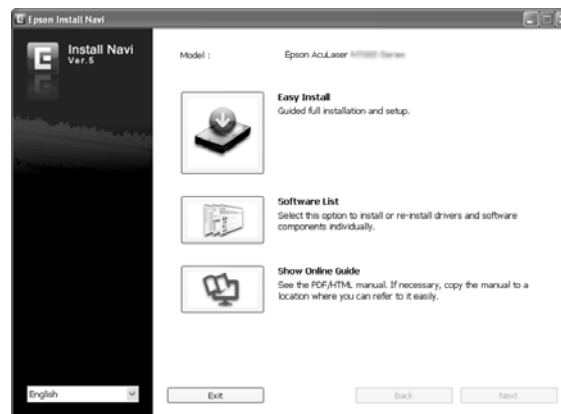 Epson Install Navi
Install Navi
Ver.5
Model :
Epson AcuLaser
Easy Install
Guided full installation and setup.
Software List
Select this option to install or re-install drivers and software
components individually.
Show Online Guide
See the PDF/HTML manual. If necessary, copy the manual to a
location where you can refer to it easily.
English
Exit
Back
Next